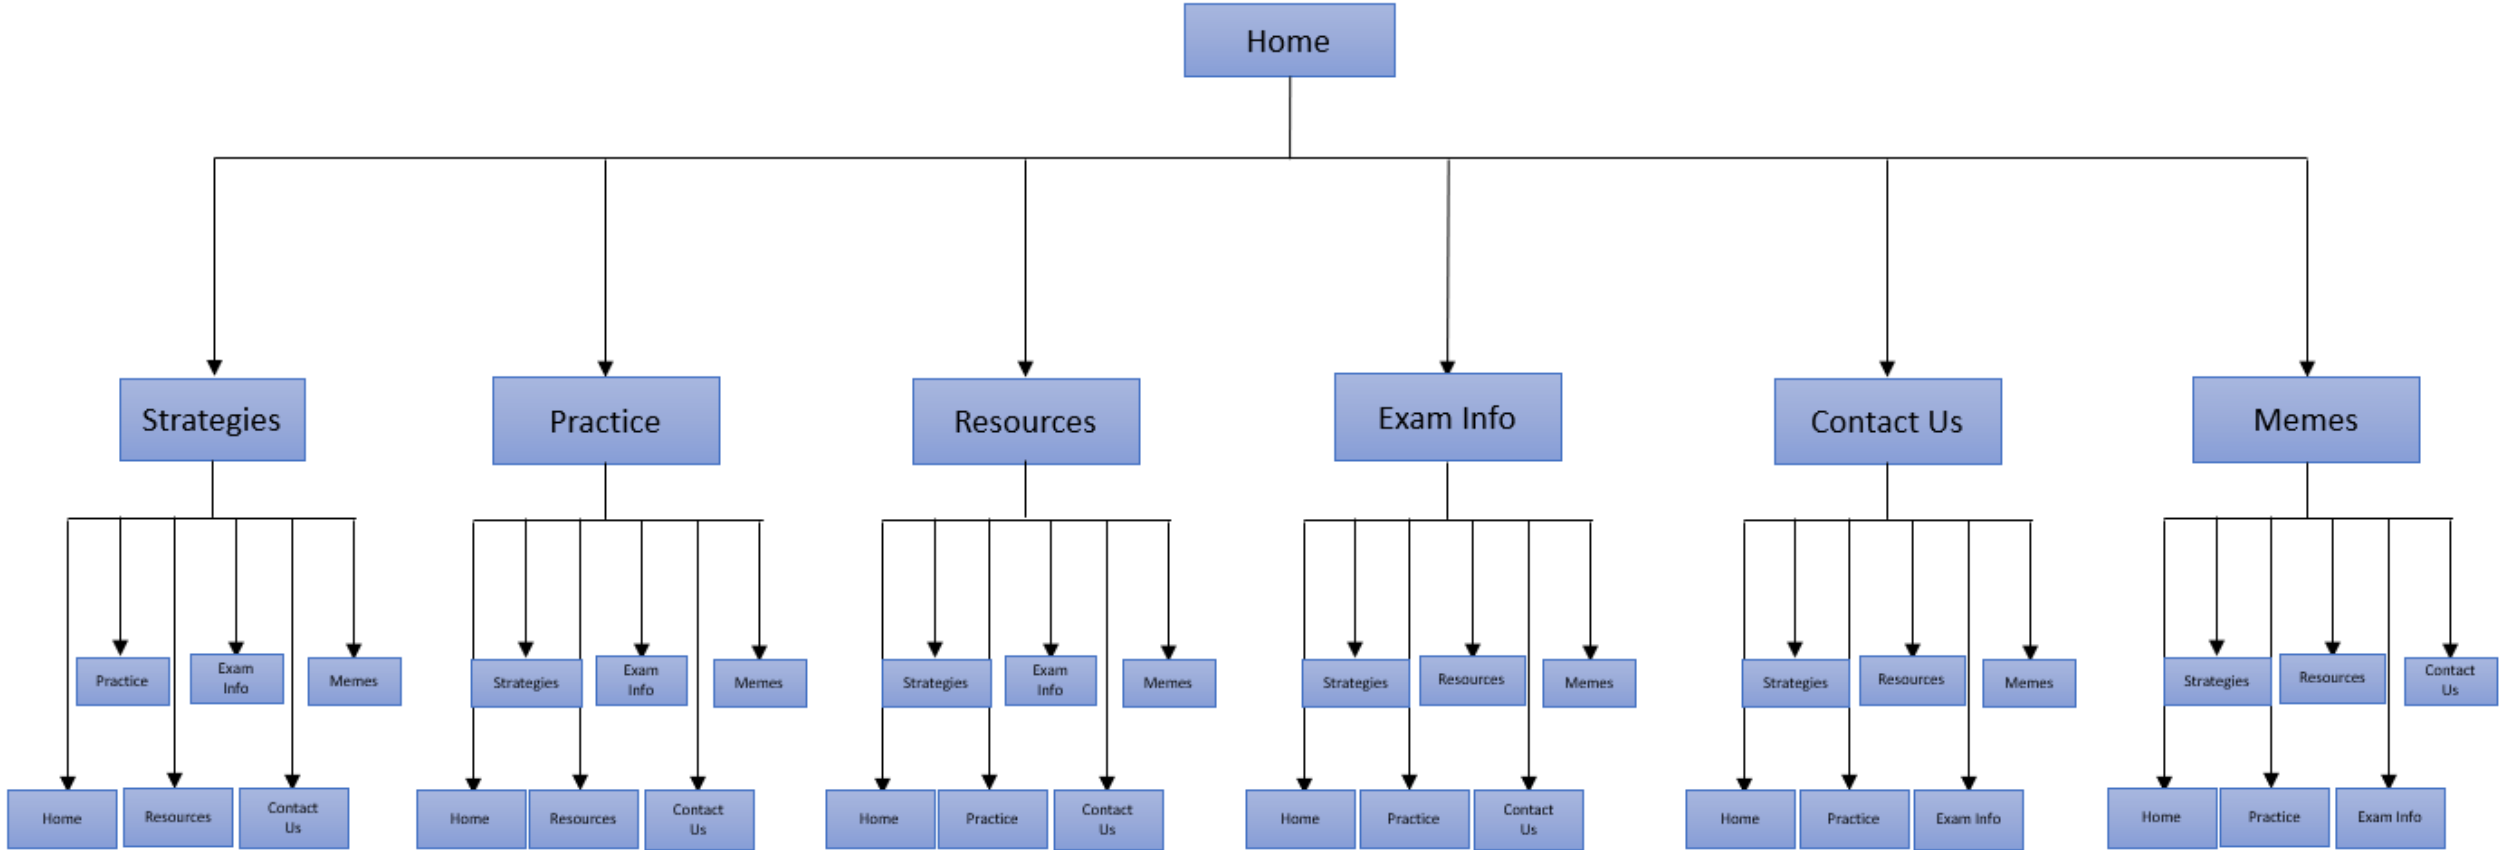 Home
Strategies
Practice
Resources
Exam Info
Contact Us
Memes
Practice
Exam
Info
Memes
Home
Resources
Contact
Us
Strategies
Exam
Info
Memes
Home
Resources
Contact
Us
Strategies
Exam
Info
Memes
Home
Practice
Contact
Us
Strategies
Resources
Memes
Home
Practice
Contact
Us
Strategies
Resources
Memes
Home
Practice
Exam Info
Strategies
Resources
Contact
Us
Home
Practice
Exam Info